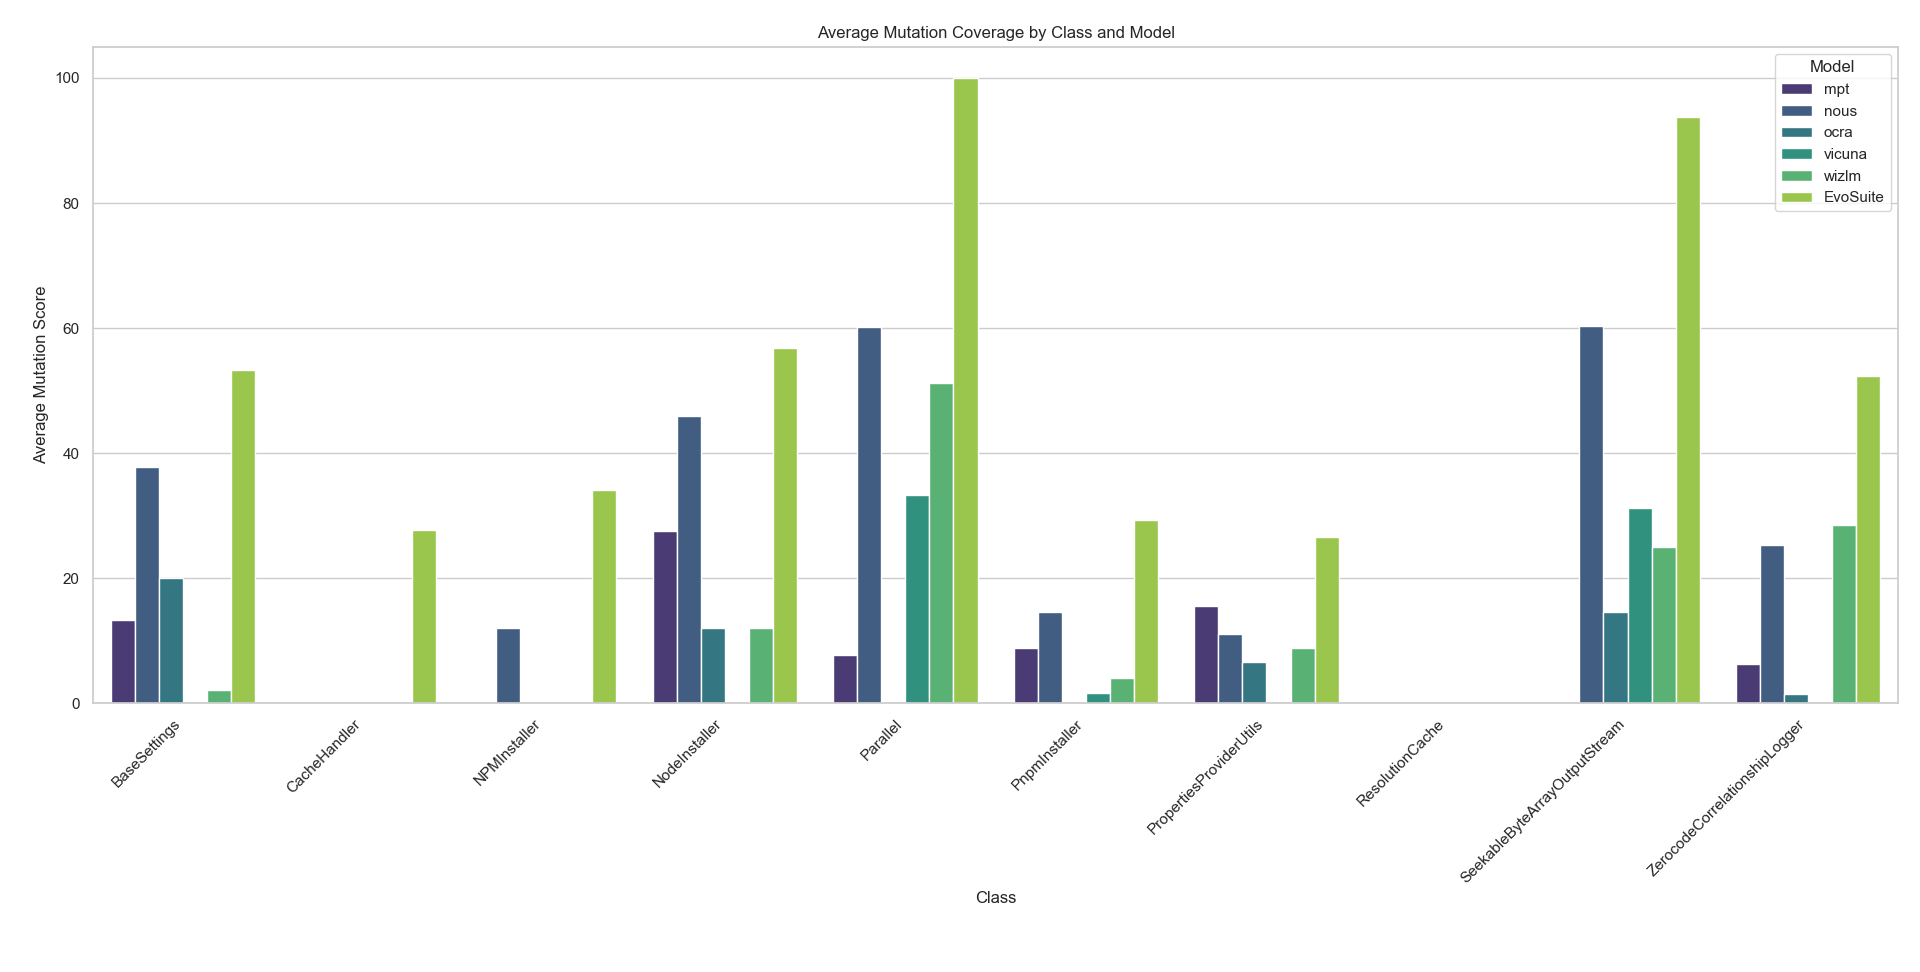 Average Mutation Coverage by Class and Model
Model
mpt
nous
ocra
vicuna
wizlm
EvoSuite
Average Mutation Score
100
80
60
40
20
0
BaseSettings
CacheHandler
NPMInstaller
NodeInstaller
Parallel
PnpmInstaller
PropertiesProviderUtils
ResolutionCache
SeekableByteArrayOutputStream
ZerocodeCorrelationshipLogger
Class